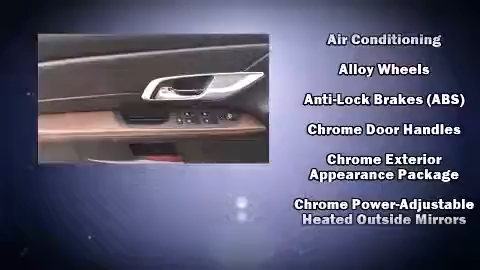 Air Conditioning
Alloy Wheels
Anti-Lock Brakes (ABS)
Chrome Door Handles
Chrome Exterior
Appearance Package
Chrome Power-Adjustable
Heated Outside Mirrors